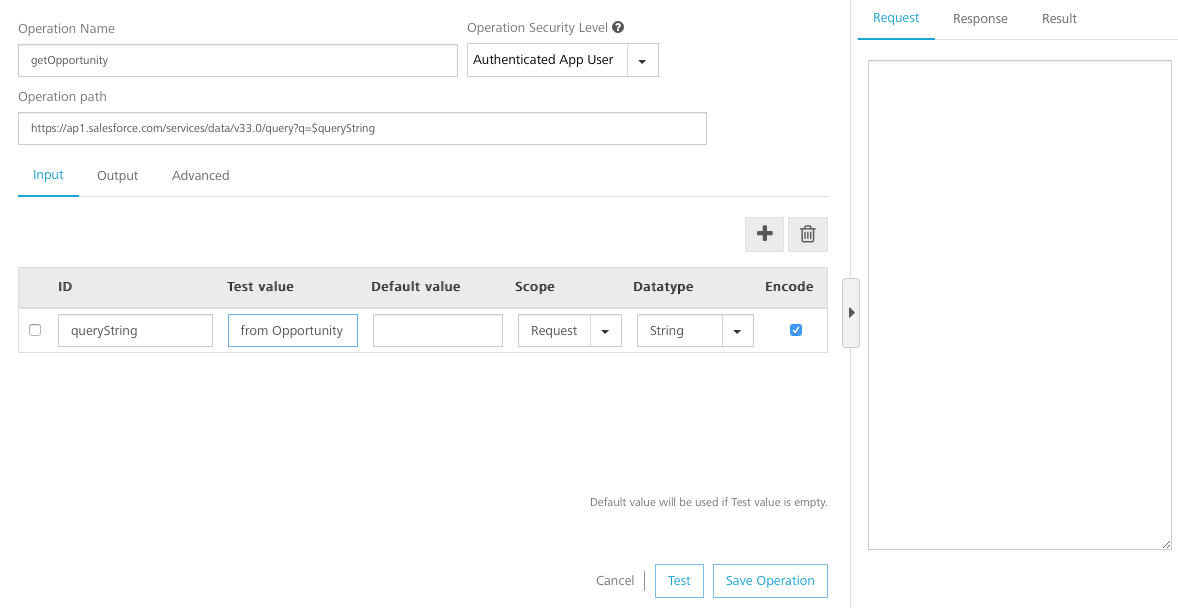 Operation Name
Operation Security Level
getOpportunity
Authenticated App User
Operation path
https://ap1.salesforce.com/services/data/v33.0/query?q=$queryString
Input Output Advanced
ID Test value Default value Scope Datatype Encode
queryString from Opportunity Request String
Default value will be used if Test value is empty.
Cancel Test Save Operation
Request Response Result